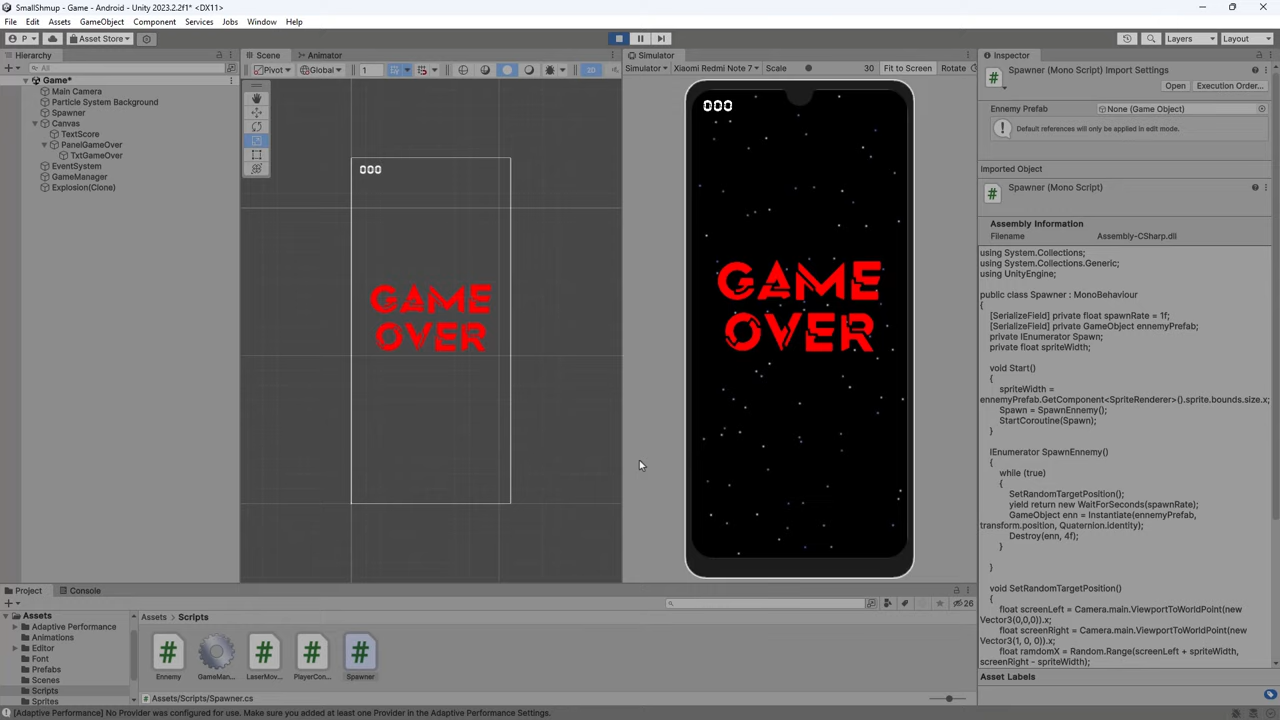 SmallShmup - Game - Android - Unity 2023.2.2f1* <DX11>
File Edit Assets GameObject Component Services Jobs Window Help
P Asset Store Layers Layout
Hierarchy
All
Game*
Main Camera
Particle System Background
Spawner
Canvas
TextScore
PanelGameOver
TxtGameOver
EventSystem
GameManager
Explosion(Clone)
Scene Animator
Pivot Global 1 2D
000
GAME
OVER
Simulator
Simulator Xiaomi Redmi Note 7 Scale 30 Fit to Screen Rotate
000
GAME
OVER
Inspector
Spawner (Mono Script) Import Settings
Open Execution Order...
Ennemy Prefab None (Game Object)
Default references will only be applied in edit mode.
Imported Object
Spawner (Mono Script)
Assembly Information
Filename Assembly-CSharp.dll
using System.Collections;
using System.Collections.Generic;
using UnityEngine;
public class Spawner : MonoBehaviour
[SerializeField] private float spawnRate = 1f;
[SerializeField] private GameObject ennemyPrefab;
private IEnumerator Spawn;
private float spriteWidth;
void Start()
{
spriteWidth =
ennemyPrefab.GetComponent<SpriteRenderer>().sprite.bounds.size.x;
Spawn = SpawnEnnemy();
StartCoroutine(Spawn);
}
IEnumerator SpawnEnnemy()
{
while (true)
{
SetRandomTargetPosition();
yield return new WaitForSeconds(spawnRate);
GameObject enn = Instantiate(ennemyPrefab,
transform.position, Quaternion.identity);
Destroy(enn, 4f);
}
}
void SetRandomTargetPosition()
{
float screenLeft = Camera.main.ViewportToWorldPoint(new
Vector3(0,0,0)).x;
float screenRight = Camera.main.ViewportToWorldPoint(new
Vector3(1, 0, 0)).x;
float ramdomX = Random.Range(screenLeft + spriteWidth,
screenRight - spriteWidth);
Asset Labels
Project Console
26
Assets
Adaptive Performance
Animations
Editor
Font
Prefabs
Scenes
Scripts
Sprites
Assets Scripts
Ennemy GameMan... LaserMov... PlayerCon... Spawner
Assets/Scripts/Spawner.cs
[Adaptive Performance] No Provider was configured for use. Make sure you added at least one Provider in the Adaptive Performance Settings.